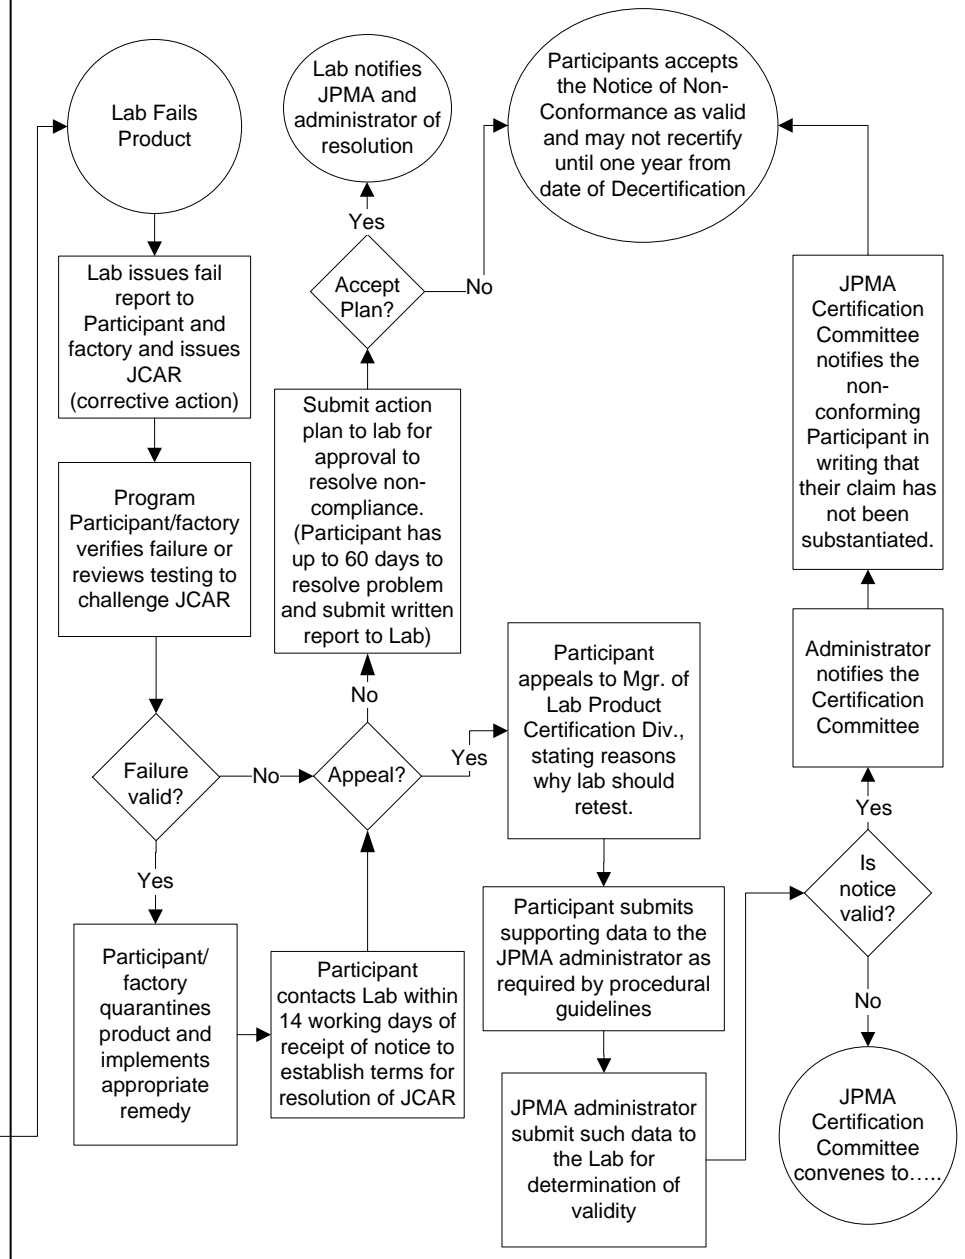 Lab Fails
Product
Lab issues fail
report to
Participant and
factory and issues
JCAR
(corrective action)
Program
Participant/factory
verifies failure or
reviews testing to
challenge JCAR
Failure
valid?
No
Yes
Participant/
factory
quarantines
product and
implements
appropriate
remedy
Participant
contacts Lab within
14 working days of
receipt of notice to
establish terms for
resolution of JCAR
Appeal?
No
Yes
Submit action
plan to lab for
approval to
resolve non-
compliance.
(Participant has
up to 60 days to
resolve problem
and submit written
report to Lab)
Accept
Plan?
Yes
No
Lab notifies
JPMA and
administrator of
resolution
Participants accepts
the Notice of Non-
Conformance as valid
and may not recertify
until one year from
date of Decertification
Participant
appeals to Mgr. of
Lab Product
Certification Div.,
stating reasons
why lab should
retest.
Participant submits
supporting data to the
JPMA administrator as
required by procedural
guidelines
JPMA administrator
submit such data to
the Lab for
determination of
validity
Is
notice
valid?
Yes
No
Administrator
notifies the
Certification
Committee
JPMA
Certification
Committee
notifies the
non-
conforming
Participant in
writing that
their claim has
not been
substantiated.
JPMA
Certification
Committee
convenes to…..